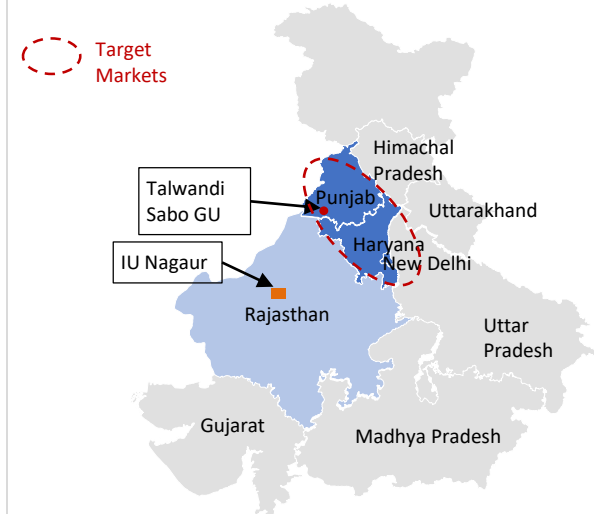 Target
Markets
Himachal
Pradesh
Talwandi
Sabo GU
Punjab
Uttarakhand
Haryana
New Delhi
IU Nagaur
Rajasthan
Uttar
Pradesh
Gujarat
Madhya Pradesh